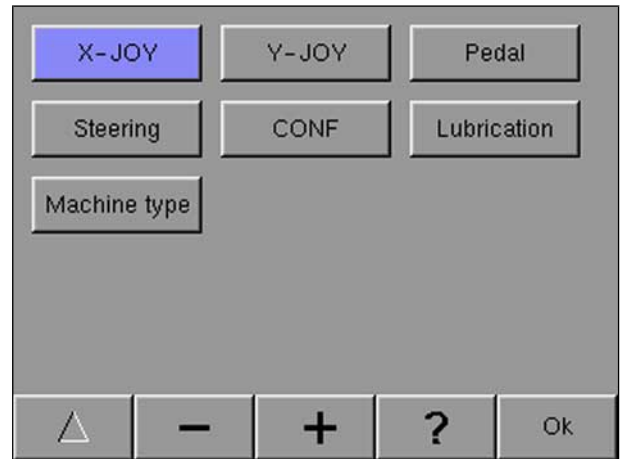 X-JOY Y-JOY Pedal
Steering CONF Lubrication
Machine type
- + ? Ok